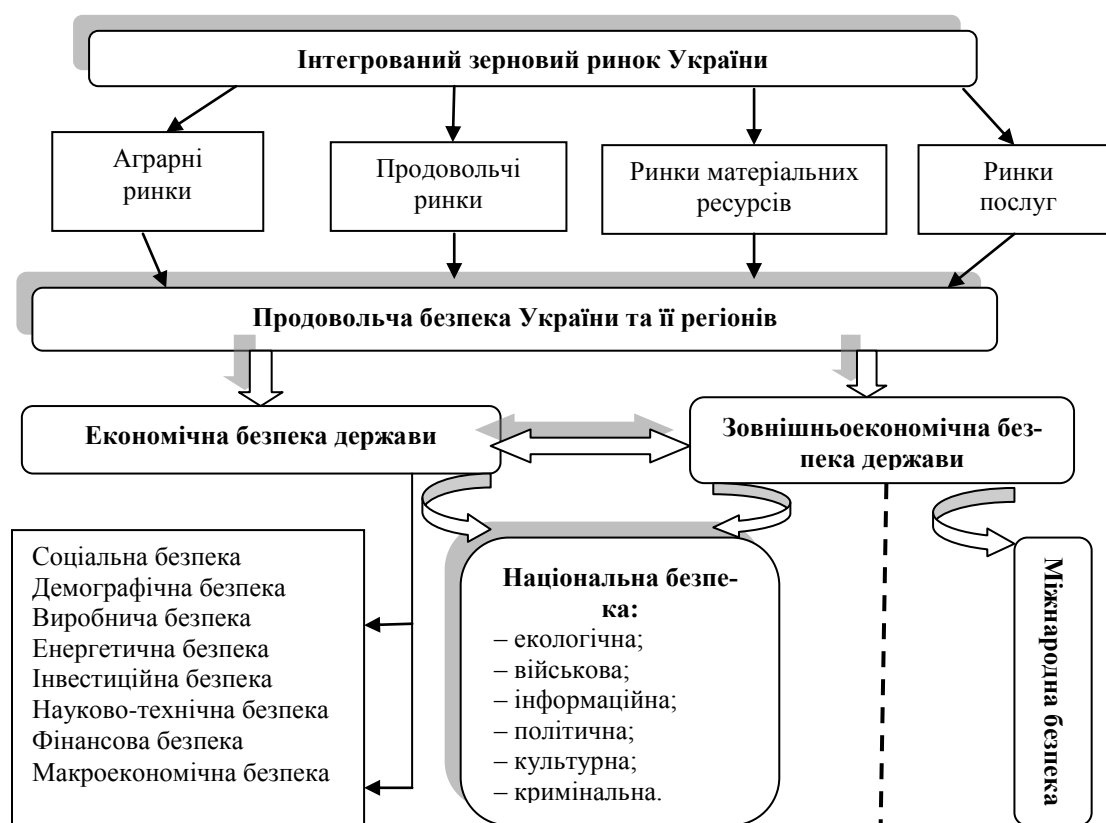 Інтегрований зерновий ринок України
Аграрні
ринки
Продовольчі
ринки
Ринки матеріальних
ресурсів
Ринки
послуг
Продовольча безпека України та її регіонів
Економічна безпека держави
Зовнішньоекономічна без-
пека держави
Соціальна безпека
Демографічна безпека
Виробнича безпека
Енергетична безпека
Інвестиційна безпека
Науково-технічна безпека
Фінансова безпека
Макроекономічна безпека
Національна безпе-
ка:
– екологічна;
– військова;
– інформаційна;
– політична;
– культурна;
– кримінальна.
Міжнародна безпека